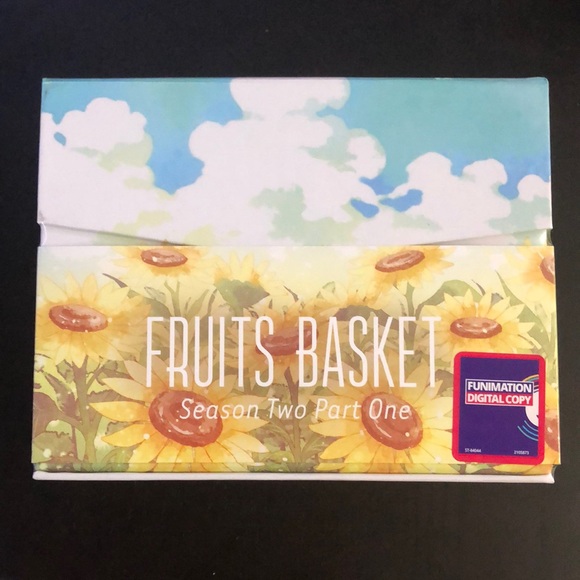 FRUITS BASKET
Season Two Part One
FUNIMATION
DIGITAL COPY